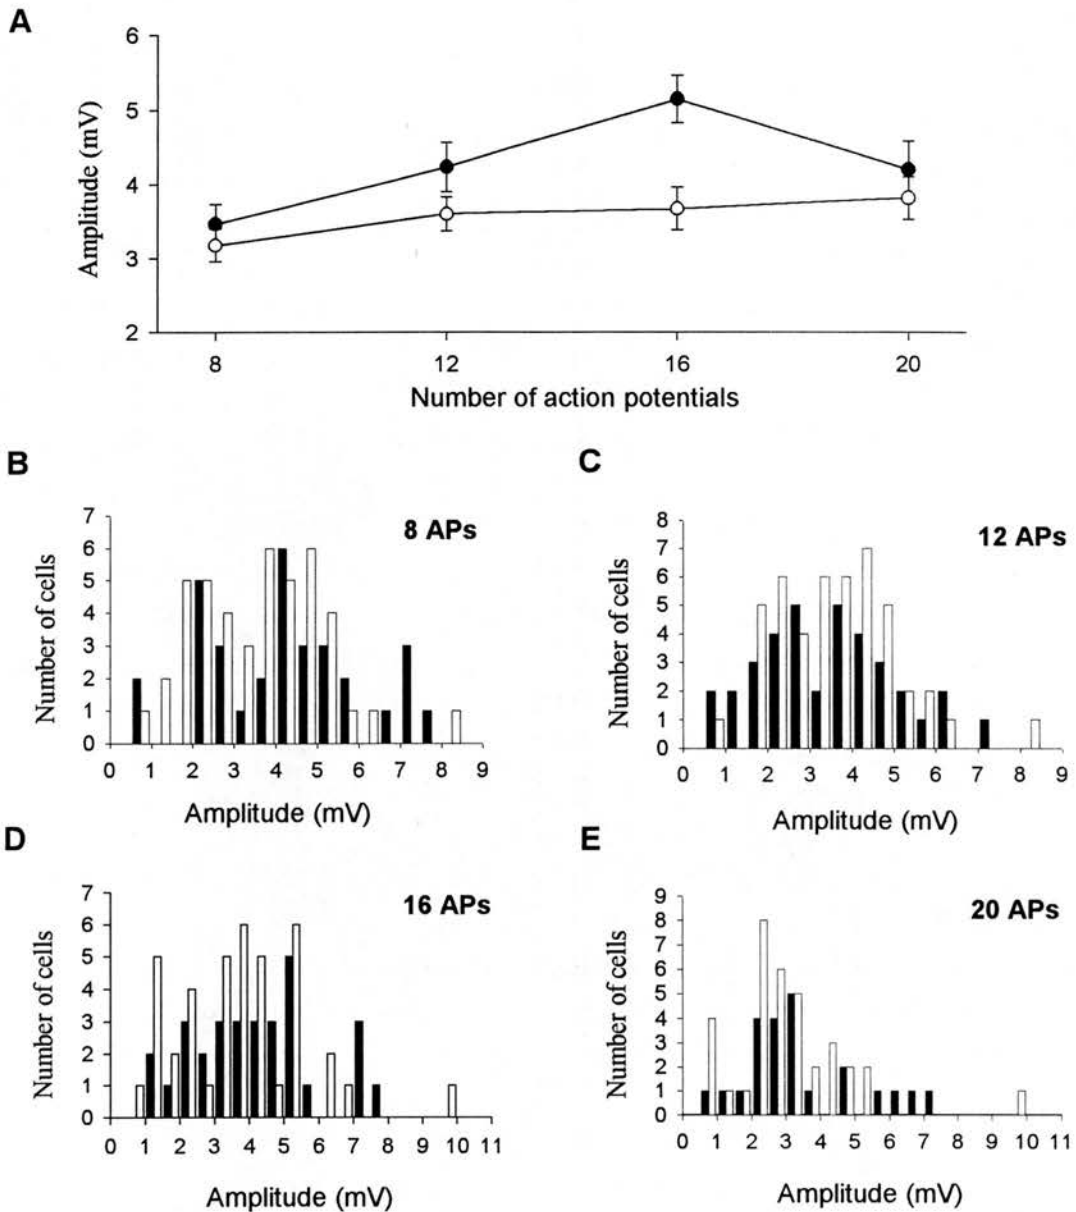 A
6
5
4
3
2
Amplitude (mV)
8 12 16 20
Number of action potentials
B
7
6
5
4
3
2
1
0
Number of cells
8 APs
0 1 2 3 4 5 6 7 8 9
Amplitude (mV)
C
8
7
6
5
4
3
2
1
0
Number of cells
12 APs
0 1 2 3 4 5 6 7 8 9
Amplitude (mV)
D
7
6
5
4
3
2
1
0
Number of cells
16 APs
0 1 2 3 4 5 6 7 8 9 10 11
Amplitude (mV)
E
9
8
7
6
5
4
3
2
1
0
Number of cells
20 APs
0 1 2 3 4 5 6 7 8 9 10 11
Amplitude (mV)